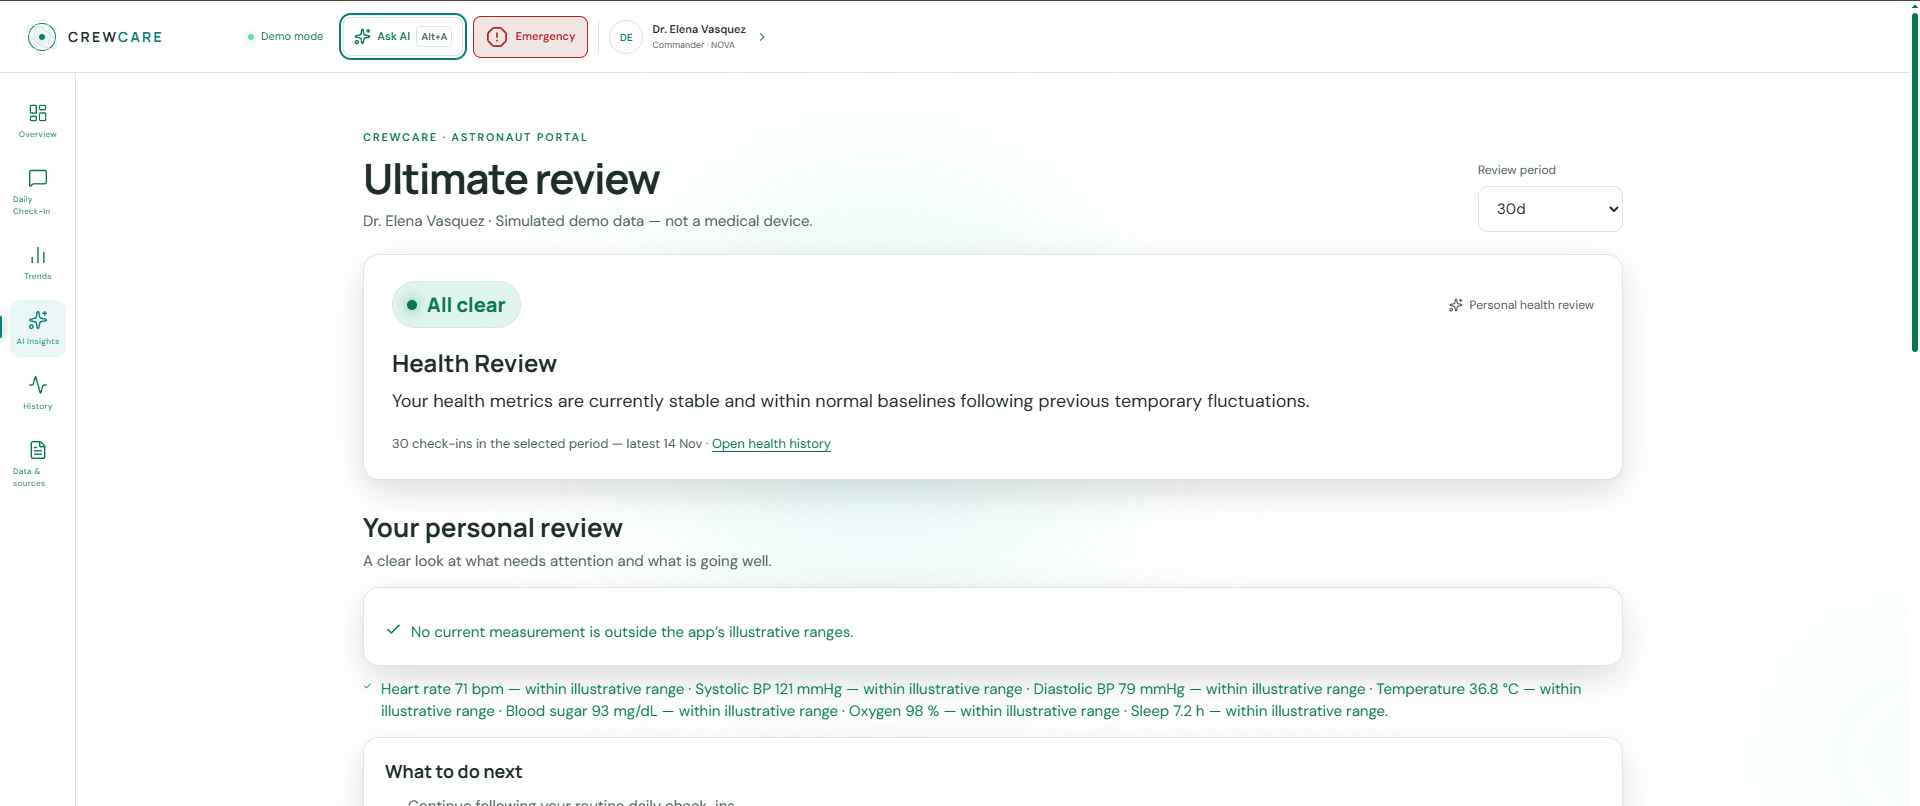 CREWCARE
Demo mode
Ask AI Alt+A
Emergency
DE
Dr. Elena Vasquez
Commander · NOVA
Overview
Daily
Check-In
Trends
AI Insights
History
Data &
sources
CREWCARE · ASTRONAUT PORTAL
Ultimate review
Dr. Elena Vasquez · Simulated demo data — not a medical device.
Review period
30d
All clear
Personal health review
Health Review
Your health metrics are currently stable and within normal baselines following previous temporary fluctuations.
30 check-ins in the selected period — latest 14 Nov · Open health history
Your personal review
A clear look at what needs attention and what is going well.
No current measurement is outside the app’s illustrative ranges.
Heart rate 71 bpm — within illustrative range · Systolic BP 121 mmHg — within illustrative range · Diastolic BP 79 mmHg — within illustrative range · Temperature 36.8 °C — within
illustrative range · Blood sugar 93 mg/dL — within illustrative range · Oxygen 98 % — within illustrative range · Sleep 7.2 h — within illustrative range.
What to do next
Continue following your routine daily check-ins